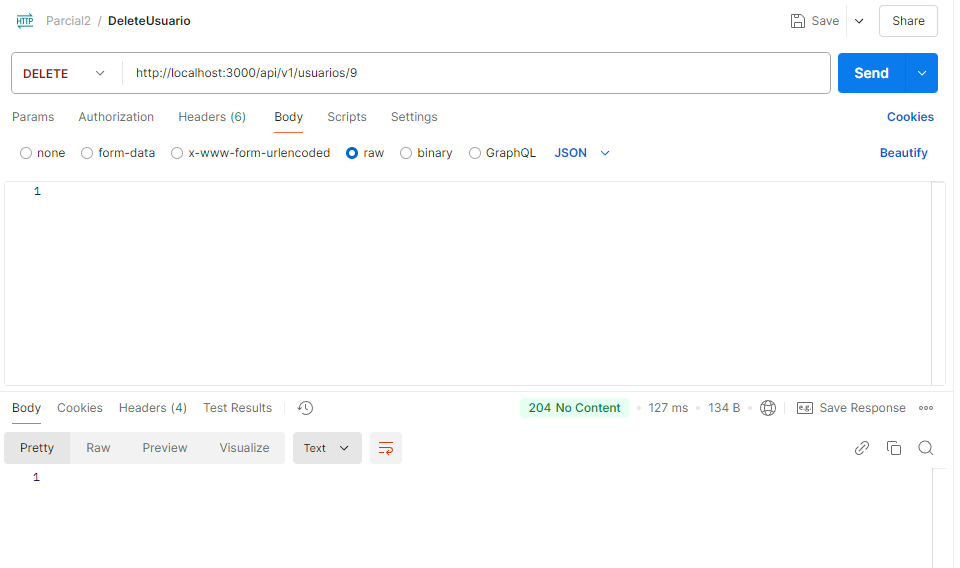 HTTP Parcial2 / DeleteUsuario Save Share
DELETE http://localhost:3000/api/v1/usuarios/9 Send
Params Authorization Headers (6) Body Scripts Settings Cookies
none form-data x-www-form-urlencoded raw binary GraphQL JSON Beautify
1
Body Cookies Headers (4) Test Results 204 No Content 127 ms 134 B e.g. Save Response
Pretty Raw Preview Visualize Text
1